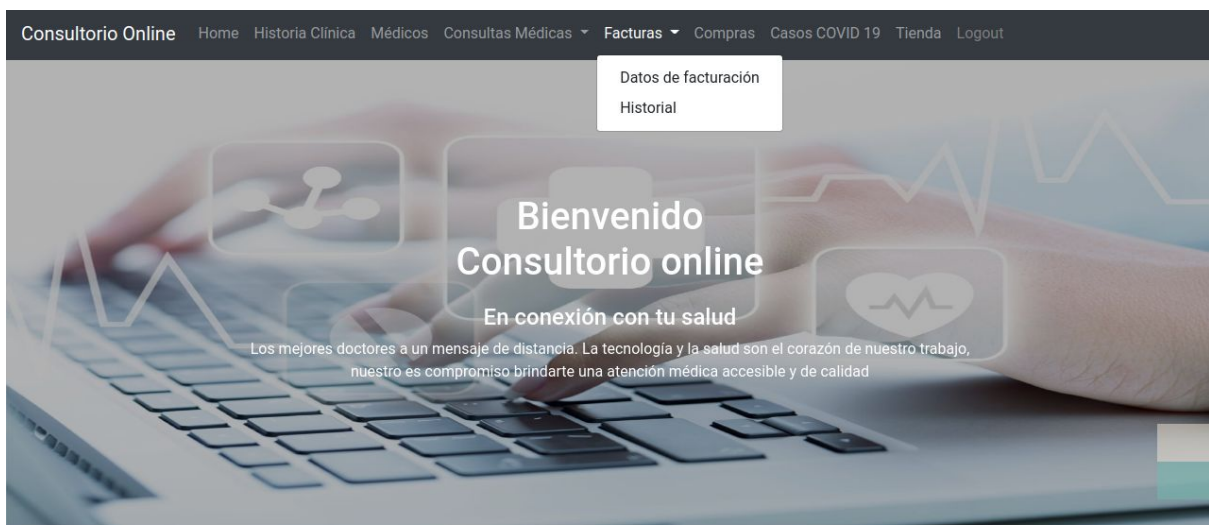 Consultorio Online Home Historia Clínica Médicos Consultas Médicas Facturas Compras Casos COVID 19 Tienda Logout
Datos de facturación
Historial
Bienvenido
Consultorio online
En conexión con tu salud
Los mejores doctores a un mensaje de distancia. La tecnología y la salud son el corazón de nuestro trabajo,
nuestro es compromiso brindarte una atención médica accesible y de calidad